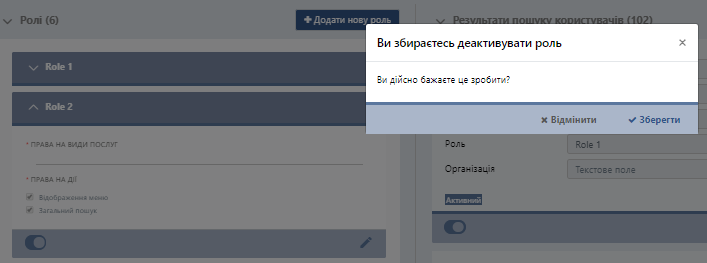 Ролі (6)
Додати нову роль
Role 1
Role 2
* ПРАВА НА ВИДИ ПОСЛУГ
* ПРАВА НА ДІЇ
Відображення меню
Загальний пошук
Результати пошуку користувачів (102)
Ви збираєтесь деактивувати роль
Ви дійсно бажаєте це зробити?
Відмінити
Зберегти
Роль
Role 1
Організація
Текстове поле
Активний